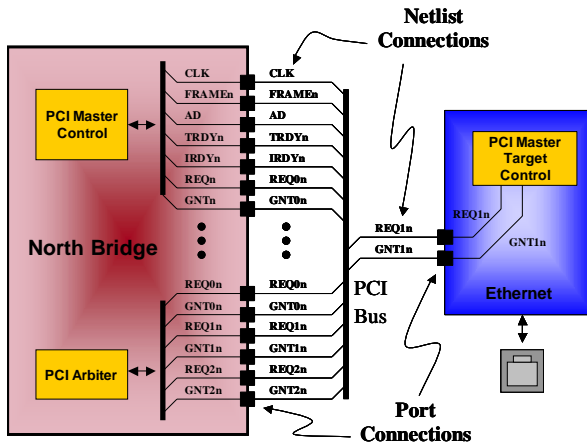 Netlist
Connections
CLK CLK
FRAMEn FRAMEn
AD AD
PCI Master
Control
TRDYn TRDYn
IRDYn IRDYn
REQn REQ0n
GNTn GNT0n
PCI Master
Target
Control
REQ1n
REQ1n
GNT1n
GNT1n
North Bridge
Ethernet
PCI
Bus
REQ0n REQ0n
GNT0n GNT0n
REQ1n REQ1n
GNT1n GNT1n
PCI Arbiter
REQ2n REQ2n
GNT2n GNT2n
Port
Connections